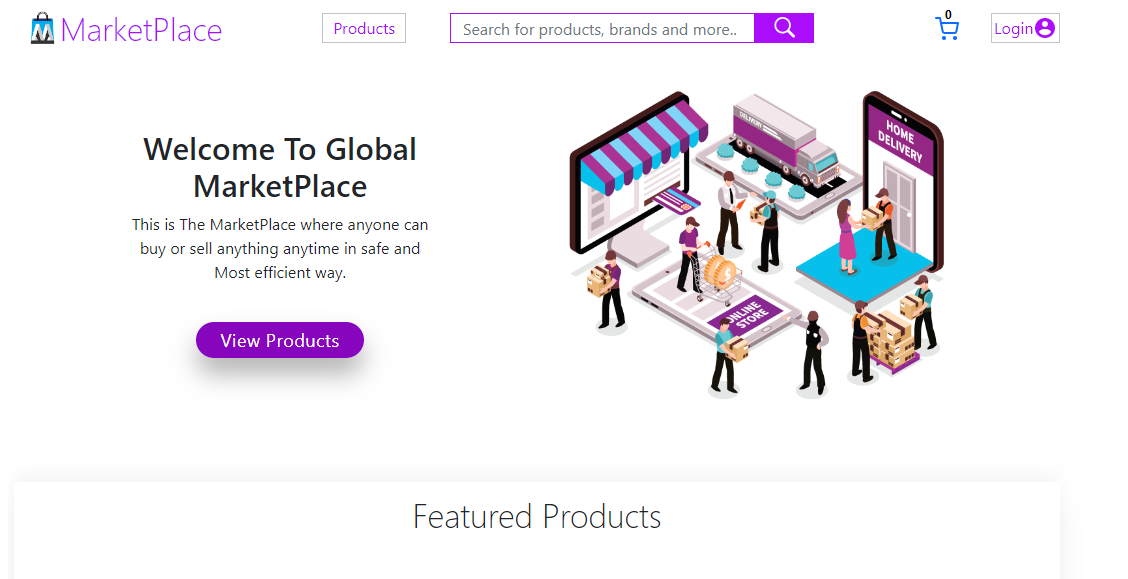 MarketPlace
Products
Search for products, brands and more..
0
Login
Welcome To Global
MarketPlace
This is The MarketPlace where anyone can
buy or sell anything anytime in safe and
Most efficient way.
View Products
DELIVERY
HOME
DELIVERY
ONLINE
STORE
Featured Products